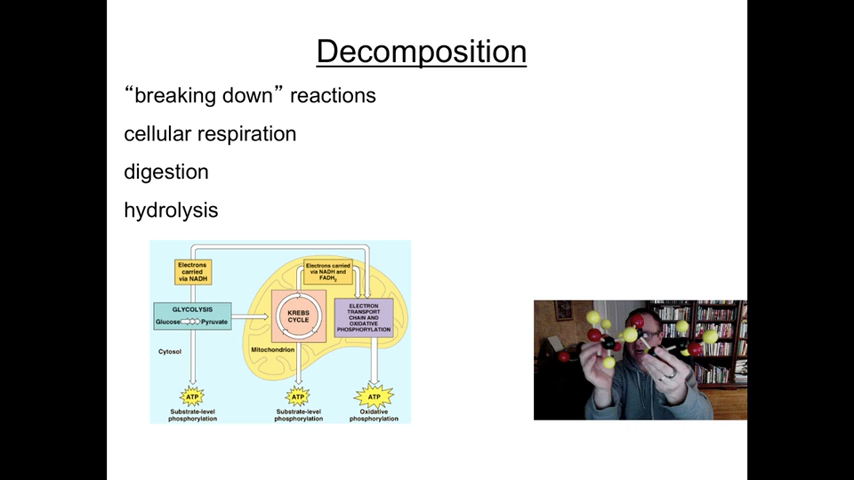 Decomposition
“breaking down” reactions
cellular respiration
digestion
hydrolysis
Electrons
carried
via NADH
Electrons carried
via NADH and
FADH2
GLYCOLYSIS
Glucose Pyruvate
KREBS
CYCLE
ELECTRON
TRANSPORT
CHAIN AND
OXIDATIVE
PHOSPHORYLATION
Cytosol
Mitochondrion
ATP
ATP
ATP
Substrate-level
phosphorylation
Substrate-level
phosphorylation
Oxidative
phosphorylation